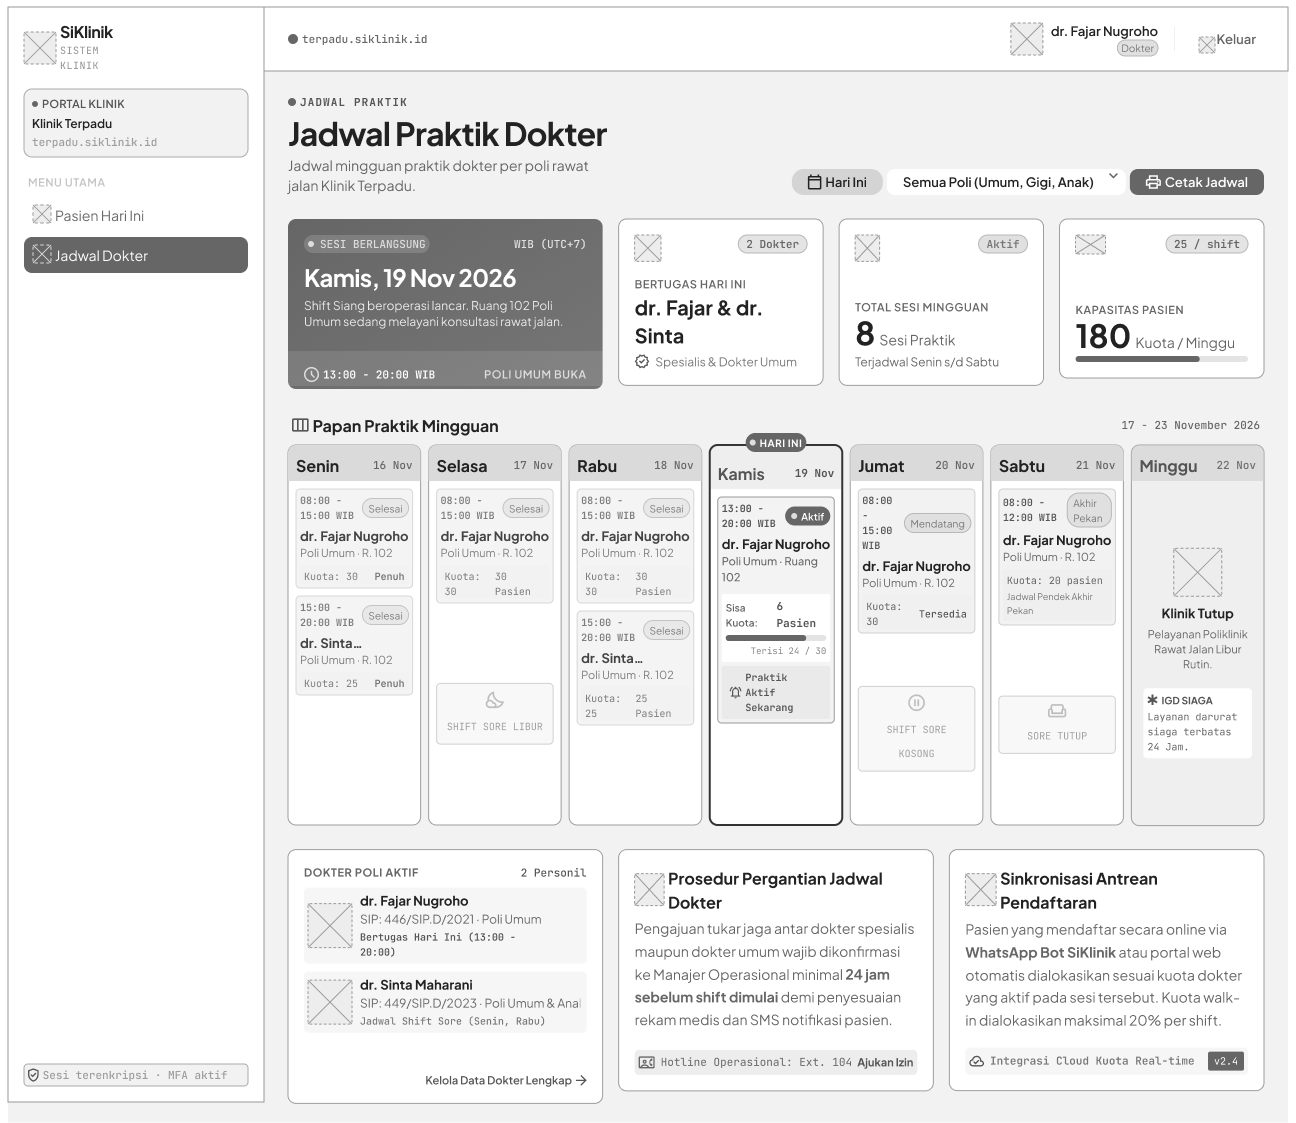 SiKlinik
SISTEM
KLINIK
PORTAL KLINIK
Klinik Terpadu
terpadu.siklinik.id
MENU UTAMA
Pasien Hari Ini
Jadwal Dokter
Sesi terenkripsi · MFA aktif
terpadu.siklinik.id
dr. Fajar Nugroho
Dokter
Keluar
JADWAL PRAKTIK
Jadwal Praktik Dokter
Jadwal mingguan praktik dokter per poli rawat
jalan Klinik Terpadu.
Hari Ini
Semua Poli (Umum, Gigi, Anak)
Cetak Jadwal
SESI BERLANGSUNG
WIB (UTC+7)
Kamis, 19 Nov 2026
Shift Siang beroperasi lancar. Ruang 102 Poli
Umum sedang melayani konsultasi rawat jalan.
13:00 - 20:00 WIB
POLI UMUM BUKA
2 Dokter
BERTUGAS HARI INI
dr. Fajar & dr.
Sinta
Spesialis & Dokter Umum
Aktif
TOTAL SESI MINGGUAN
8 Sesi Praktik
Terjadwal Senin s/d Sabtu
25 / shift
KAPASITAS PASIEN
180 Kuota / Minggu
Papan Praktik Mingguan
17 - 23 November 2026
Senin 16 Nov
08:00 -
15:00 WIB
Selesai
dr. Fajar Nugroho
Poli Umum · R. 102
Kuota: 30 Penuh
15:00 -
20:00 WIB
Selesai
dr. Sinta…
Poli Umum · R. 102
Kuota: 25 Penuh
Selasa 17 Nov
08:00 -
15:00 WIB
Selesai
dr. Fajar Nugroho
Poli Umum · R. 102
Kuota: 30
30 Pasien
SHIFT SORE LIBUR
Rabu 18 Nov
08:00 -
15:00 WIB
Selesai
dr. Fajar Nugroho
Poli Umum · R. 102
Kuota: 30
30 Pasien
15:00 -
20:00 WIB
Selesai
dr. Sinta…
Poli Umum · R. 102
Kuota: 25
25 Pasien
HARI INI
Kamis 19 Nov
13:00 -
20:00 WIB
Aktif
dr. Fajar Nugroho
Poli Umum · Ruang
102
Sisa 6
Kuota: Pasien
Terisi 24 / 30
Praktik
Aktif
Sekarang
Jumat 20 Nov
08:00
-
15:00
WIB
Mendatang
dr. Fajar Nugroho
Poli Umum · R. 102
Kuota:
30
Tersedia
SHIFT SORE
KOSONG
Sabtu 21 Nov
08:00 -
12:00 WIB
Akhir
Pekan
dr. Fajar Nugroho
Poli Umum · R. 102
Kuota: 20 pasien
Jadwal Pendek Akhir
Pekan
SORE TUTUP
Minggu 22 Nov
Klinik Tutup
Pelayanan Poliklinik
Rawat Jalan Libur
Rutin.
IGD SIAGA
Layanan darurat
siaga terbatas
24 Jam.
DOKTER POLI AKTIF
2 Personil
dr. Fajar Nugroho
SIP: 446/SIP.D/2021 · Poli Umum
Bertugas Hari Ini (13:00 -
20:00)
dr. Sinta Maharani
SIP: 449/SIP.D/2023 · Poli Umum & Anal
Jadwal Shift Sore (Senin, Rabu)
Kelola Data Dokter Lengkap
Prosedur Pergantian Jadwal
Dokter
Pengajuan tukar jaga antar dokter spesialis
maupun dokter umum wajib dikonfirmasi
ke Manajer Operasional minimal 24 jam
sebelum shift dimulai demi penyesuaian
rekam medis dan SMS notifikasi pasien.
Hotline Operasional: Ext. 104
Ajukan Izin
Sinkronisasi Antrean
Pendaftaran
Pasien yang mendaftar secara online via
WhatsApp Bot SiKlinik atau portal web
otomatis dialokasikan sesuai kuota dokter
yang aktif pada sesi tersebut. Kuota walk-
in dialokasikan maksimal 20% per shift.
Integrasi Cloud Kuota Real-time
v2.4